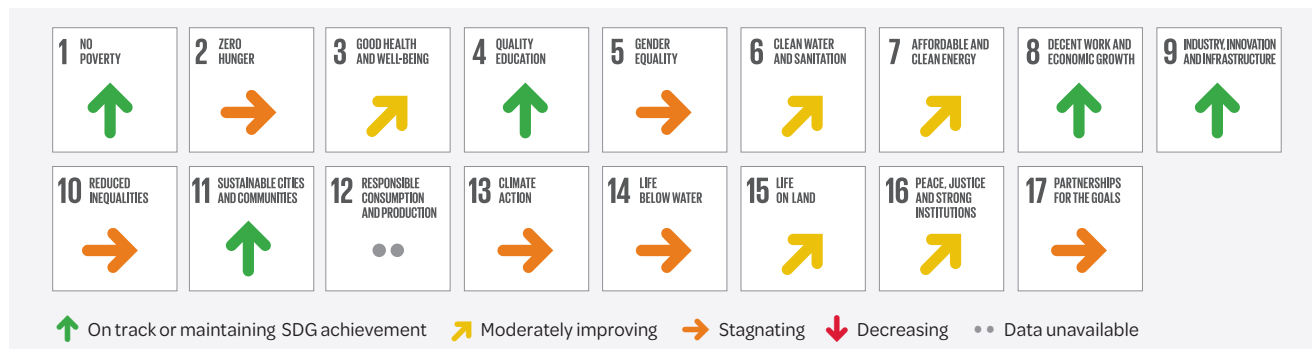 1 NO
POVERTY
2 ZERO
HUNGER
3 GOOD HEALTH
AND WELL-BEING
4 QUALITY
EDUCATION
5 GENDER
EQUALITY
6 CLEAN WATER
AND SANITATION
7 AFFORDABLE AND
CLEAN ENERGY
8 DECENT WORK AND
ECONOMIC GROWTH
9 INDUSTRY, INNOVATION
AND INFRASTRUCTURE
10 REDUCED
INEQUALITIES
11 SUSTAINABLE CITIES
AND COMMUNITIES
12 RESPONSIBLE
CONSUMPTION
AND PRODUCTION
13 CLIMATE
ACTION
14 LIFE
BELOW WATER
15 LIFE
ON LAND
16 PEACE, JUSTICE
AND STRONG
INSTITUTIONS
17 PARTNERSHIPS
FOR THE GOALS
On track or maintaining SDG achievement Moderately improving Stagnating Decreasing Data unavailable